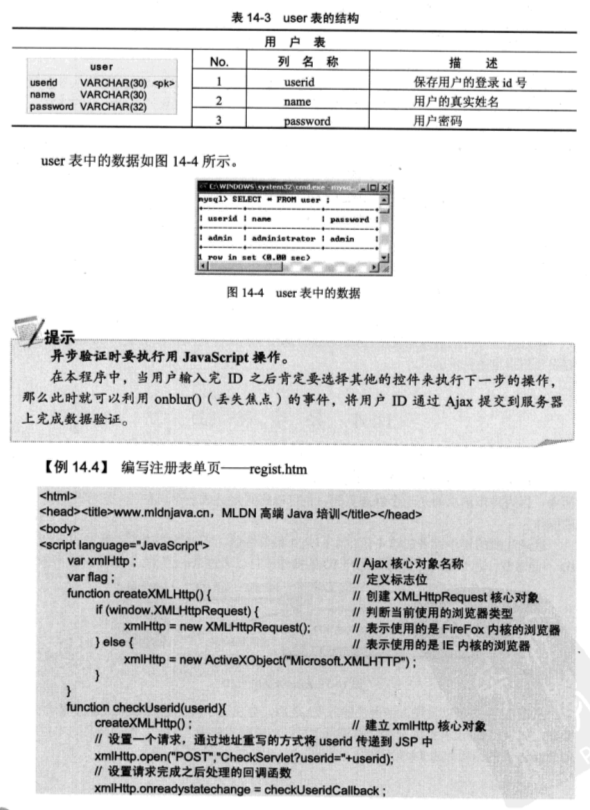 表 14-3 user 表的结构
用 户 表
user
userid VARCHAR(30) <pk>
name VARCHAR(30)
password VARCHAR(32)
No. 列 名 称 描 述
1 userid 保存用户的登录 id 号
2 name 用户的真实姓名
3 password 用户密码
user 表中的数据如图 14-4 所示。
C:\WINDOWS\system32\cmd.exe - mysql
mysql> SELECT * FROM user ;
| userid | name | password |
| admin | administrator | admin |
1 row in set (0.00 sec)
图 14-4 user 表中的数据
提示
异步验证时要执行用 JavaScript 操作。
在本程序中，当用户输入完 ID 之后肯定要选择其他的控件来执行下一步的操作，
那么此时就可以利用 onblur()（丢失焦点）的事件，将用户 ID 通过 Ajax 提交到服务器
上完成数据验证。
【例 14.4】 编写注册表单页——regist.htm
<html>
<head><title>www.mldnjava.cn，MLDN 高端 Java 培训</title></head>
<body>
<script language="JavaScript">
var xmlHttp ; // Ajax 核心对象名称
var flag ; // 定义标志位
function createXMLHttp() { // 创建 XMLHttpRequest 核心对象
if (window.XMLHttpRequest) { // 判断当前使用的浏览器类型
xmlHttp = new XMLHttpRequest(); // 表示使用的是 FireFox 内核的浏览器
} else { // 表示使用的是 IE 内核的浏览器
xmlHttp = new ActiveXObject("Microsoft.XMLHTTP") ;
}
}
function checkUserid(userid){
createXMLHttp() ; // 建立 xmlHttp 核心对象
// 设置一个请求，通过地址重写的方式将 userid 传递到 JSP 中
xmlHttp.open("POST","CheckServlet?userid="+userid);
// 设置请求完成之后处理的回调函数
xmlHttp.onreadystatechange = checkUseridCallback ;